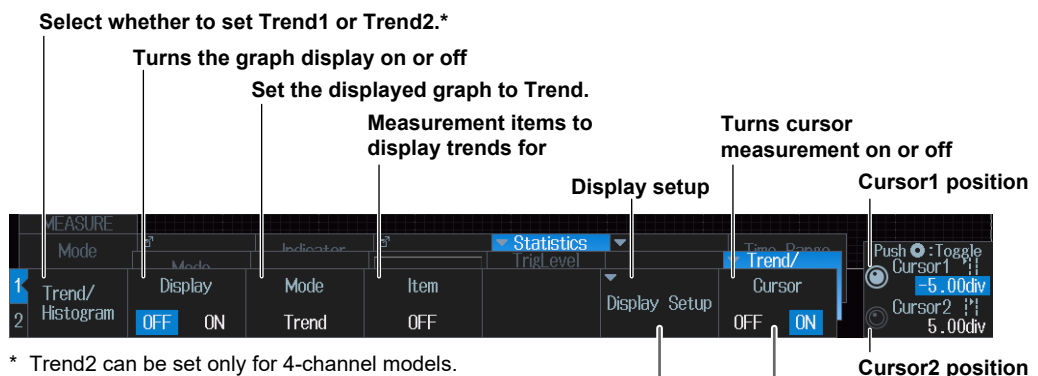 Select whether to set Trend1 or Trend2.*
Turns the graph display on or off
Set the displayed graph to Trend.
Measurement items to
display trends for
Turns cursor
measurement on or off
Display setup
Cursor1 position
MEASURE
Mode
Mode
Indicator
Statistics
TrigLevel
Time Range
Trend/
Push :Toggle
Cursor1
-5.00div
Cursor2
5.00div
1
2
Trend/
Histogram
Display
OFF ON
Mode
Trend
Item
OFF
Display Setup
Cursor
OFF ON
* Trend2 can be set only for 4-channel models.
Cursor2 position